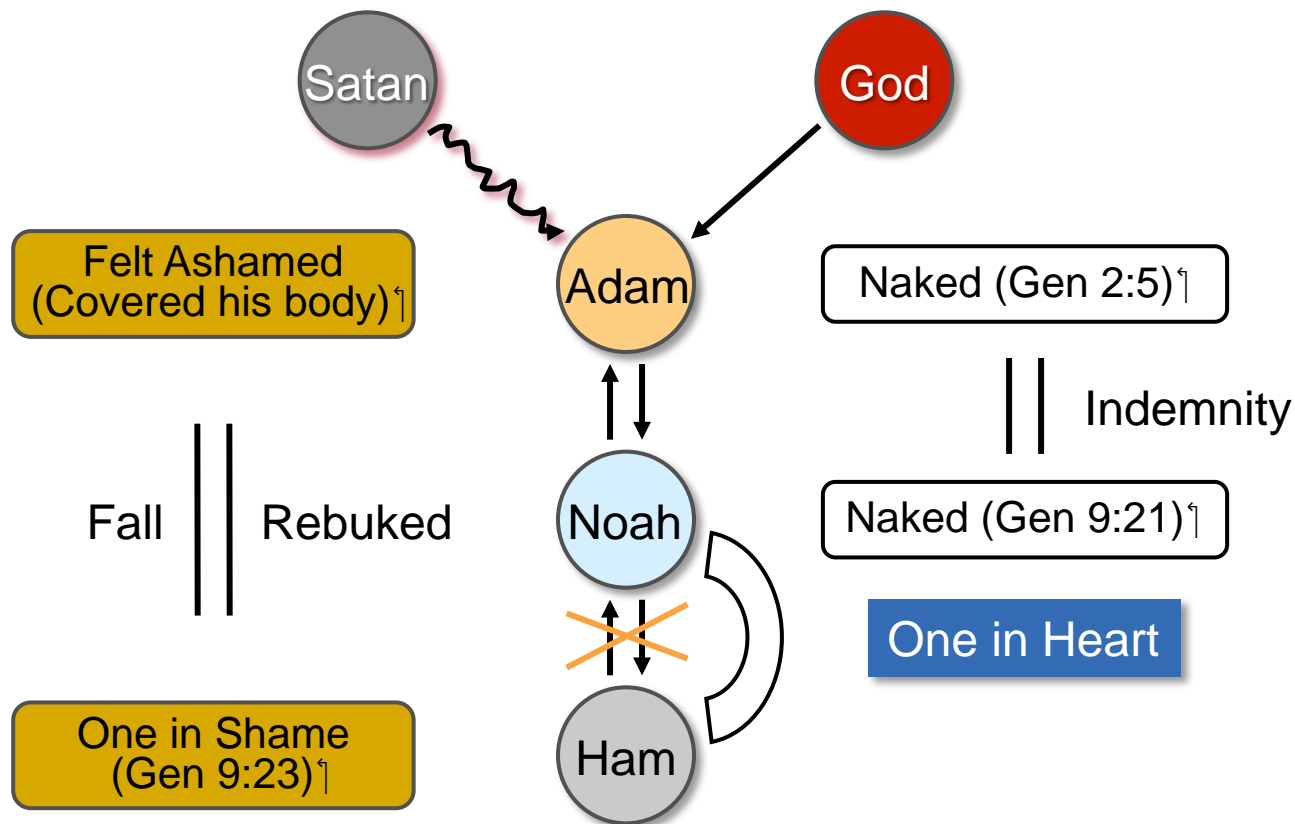 Satan
God
Felt Ashamed
(Covered his body)
Adam
Naked (Gen 2:5)
Indemnity
Fall
Rebuked
Noah
Naked (Gen 9:21)
One in Heart
One in Shame
(Gen 9:23)
Ham